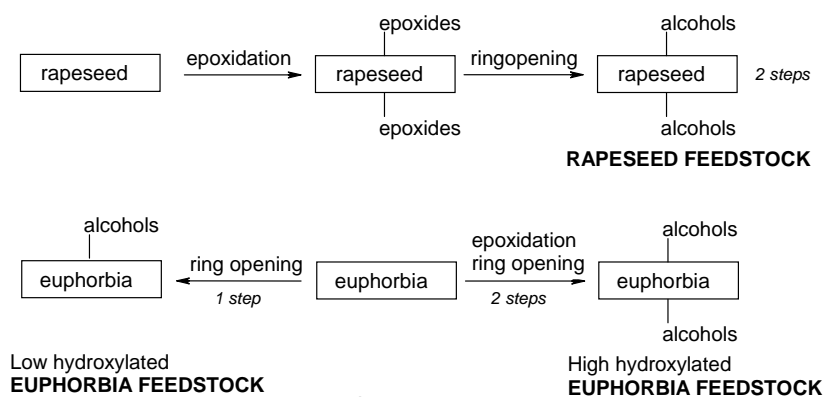 epoxides
alcohols
rapeseed
epoxidation
rapeseed
ringopening
rapeseed
2 steps
epoxides
alcohols
RAPESEED FEEDSTOCK
alcohols
alcohols
epoxidation
euphorbia
ring opening
euphorbia
ring opening
euphorbia
1 step
2 steps
alcohols
Low hydroxylated
EUPHORBIA FEEDSTOCK
High hydroxylated
EUPHORBIA FEEDSTOCK